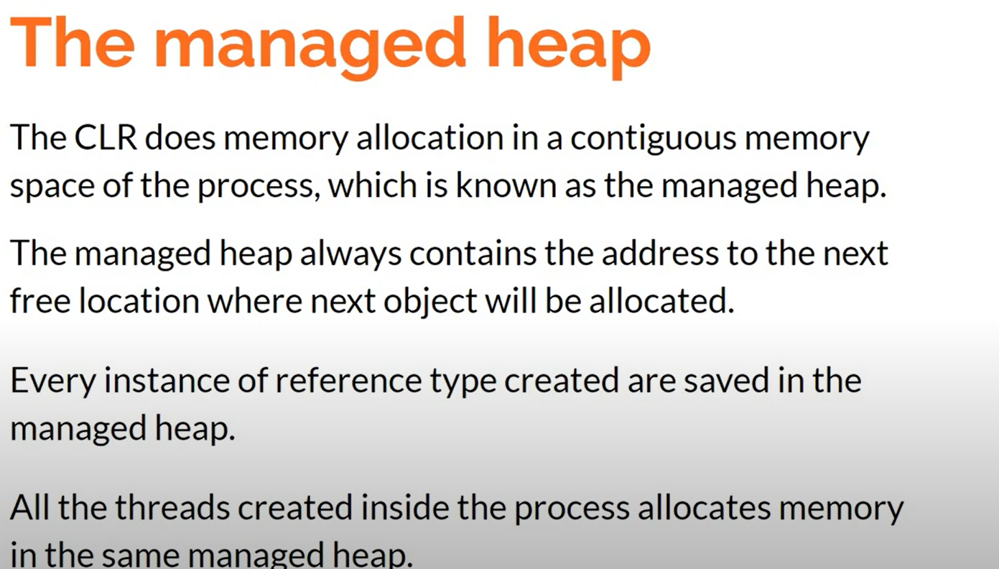 The managed heap
The CLR does memory allocation in a contiguous memory
space of the process, which is known as the managed heap.
The managed heap always contains the address to the next
free location where next object will be allocated.
Every instance of reference type created are saved in the
managed heap.
All the threads created inside the process allocates memory
in the same managed heap.